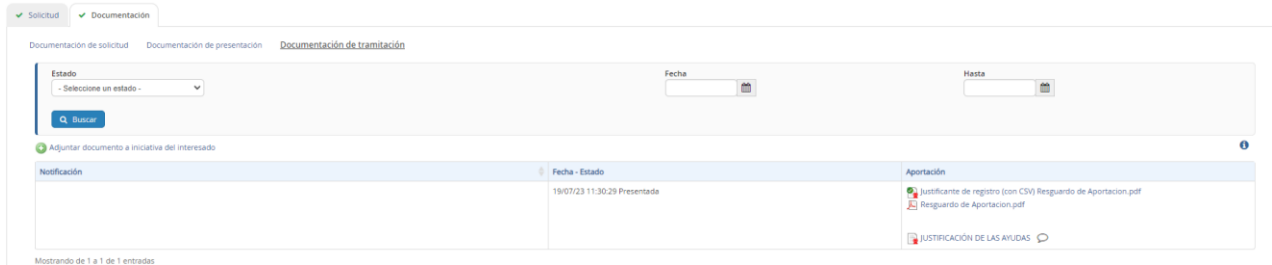 Solicitud Documentación
Documentación de solicitud Documentación de presentación Documentación de tramitación
Estado Fecha Hasta
- Seleccione un estado -
Buscar
Adjuntar documento a iniciativa del interesado
Notificación Fecha - Estado Aportación
19/07/23 11:30:29 Presentada Justificante de registro (con CSV) Resguardo de Aportacion.pdf
Resguardo de Aportacion.pdf
JUSTIFICACIÓN DE LAS AYUDAS
Mostrando de 1 a 1 de 1 entradas